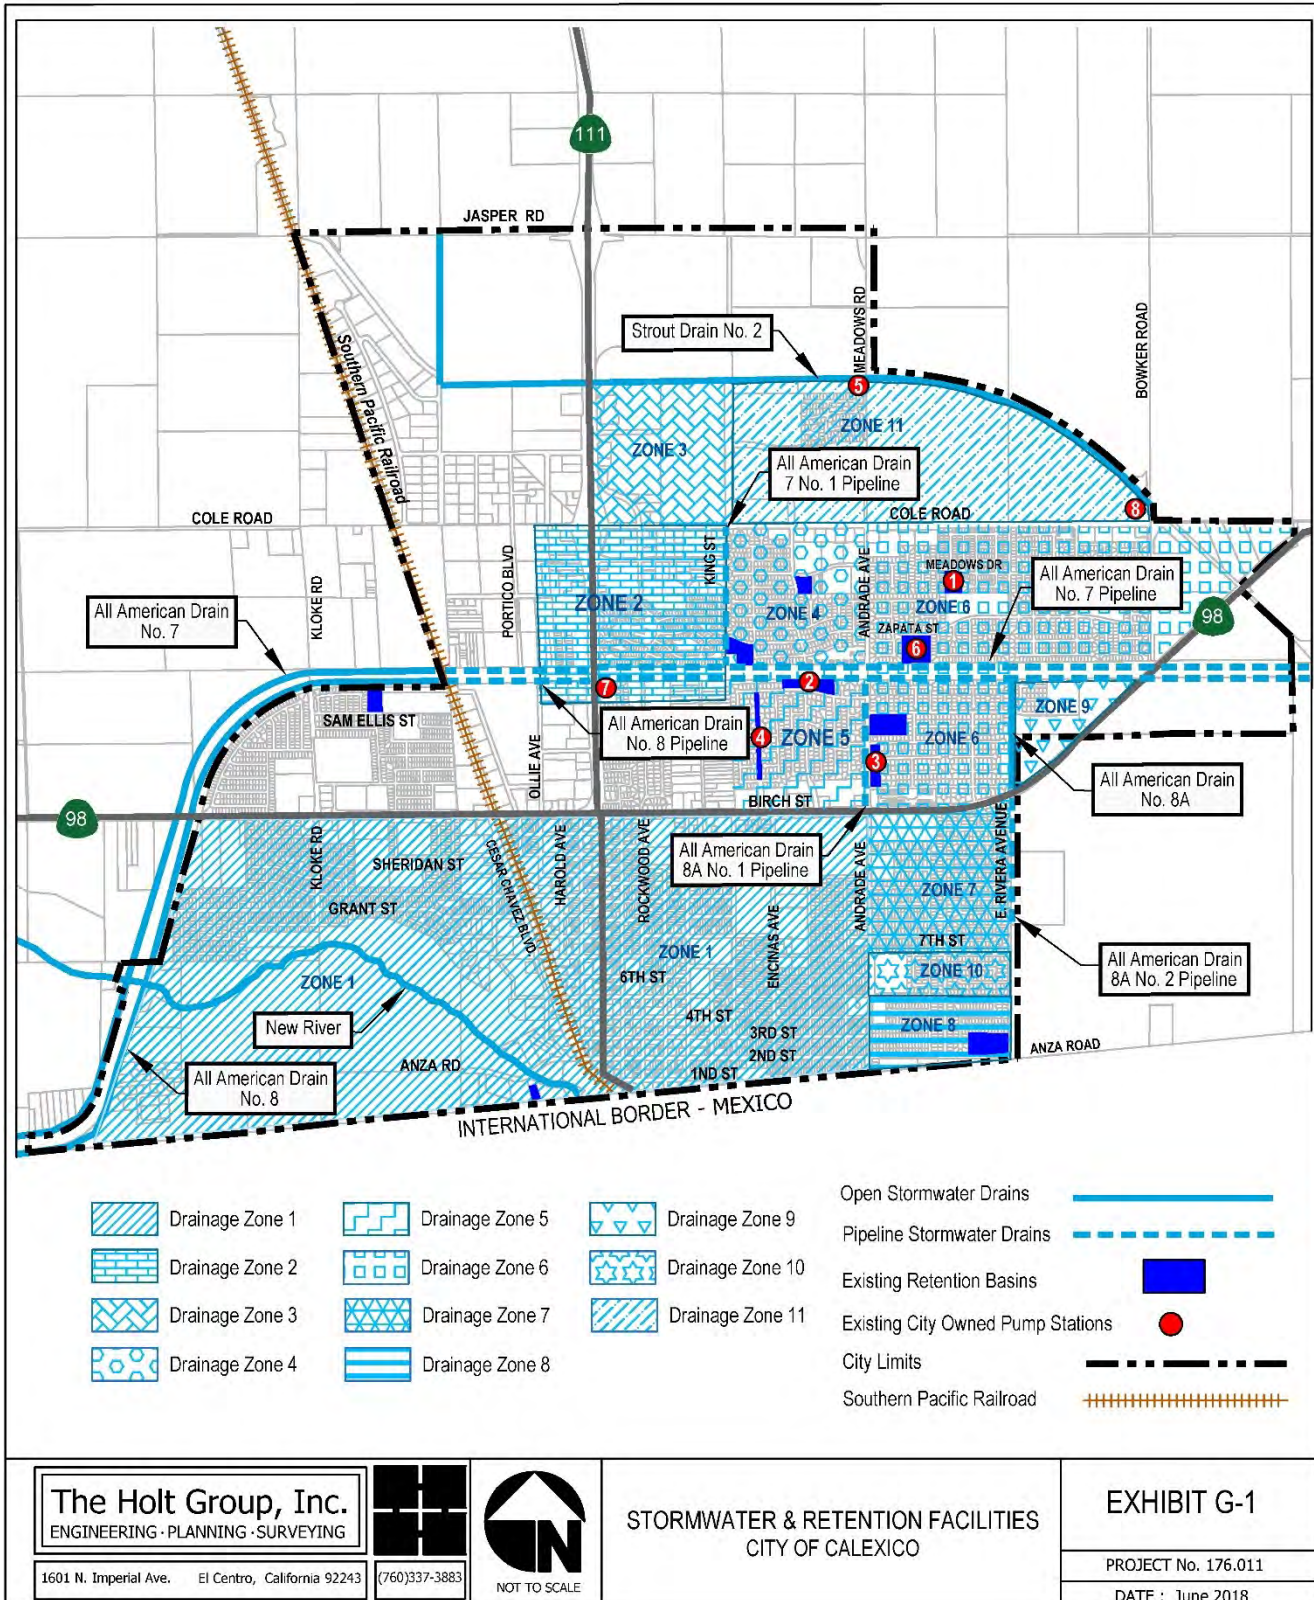 111
JASPER RD
Strout Drain No. 2
MEADOWS RD
BOWKER ROAD
Southern Pacific Railroad
5
ZONE 11
ZONE 3
All American Drain
7 No. 1 Pipeline
8
COLE ROAD
COLE ROAD
KLOKE RD
PORTICO BLVD
KING ST
ANDRADE AVE
MEADOWS DR
1
All American Drain
No. 7 Pipeline
All American Drain
No. 7
ZONE 2
ZONE 4
ZONE 6
ZAPATA ST
98
6
2
7
SAM ELLIS ST
All American Drain
No. 8 Pipeline
4
ZONE 5
3
ZONE 6
ZONE 9
OLLIE AVE
BIRCH ST
All American Drain
No. 8A
98
KLOKE RD
SHERIDAN ST
CESAR CHAVEZ BLVD.
HAROLD AVE
ROCKWOOD AVE
All American Drain
8A No. 1 Pipeline
ANDRADE AVE
E. RIVERA AVENUE
ZONE 7
GRANT ST
7TH ST
ZONE 1
ZONE 1
6TH ST
ENCINAS AVE
ZONE 10
All American Drain
8A No. 2 Pipeline
New River
4TH ST
3RD ST
2ND ST
1ND ST
ZONE 8
ANZA ROAD
ANZA RD
All American Drain
No. 8
INTERNATIONAL BORDER - MEXICO
Drainage Zone 1
Drainage Zone 2
Drainage Zone 3
Drainage Zone 4
Drainage Zone 5
Drainage Zone 6
Drainage Zone 7
Drainage Zone 8
Drainage Zone 9
Drainage Zone 10
Drainage Zone 11
Open Stormwater Drains
Pipeline Stormwater Drains
Existing Retention Basins
Existing City Owned Pump Stations
City Limits
Southern Pacific Railroad
The Holt Group, Inc.
ENGINEERING · PLANNING · SURVEYING
1601 N. Imperial Ave. El Centro, California 92243 (760)337-3883
N
NOT TO SCALE
STORMWATER & RETENTION FACILITIES
CITY OF CALEXICO
EXHIBIT G-1
PROJECT No. 176.011
DATE : June 2018